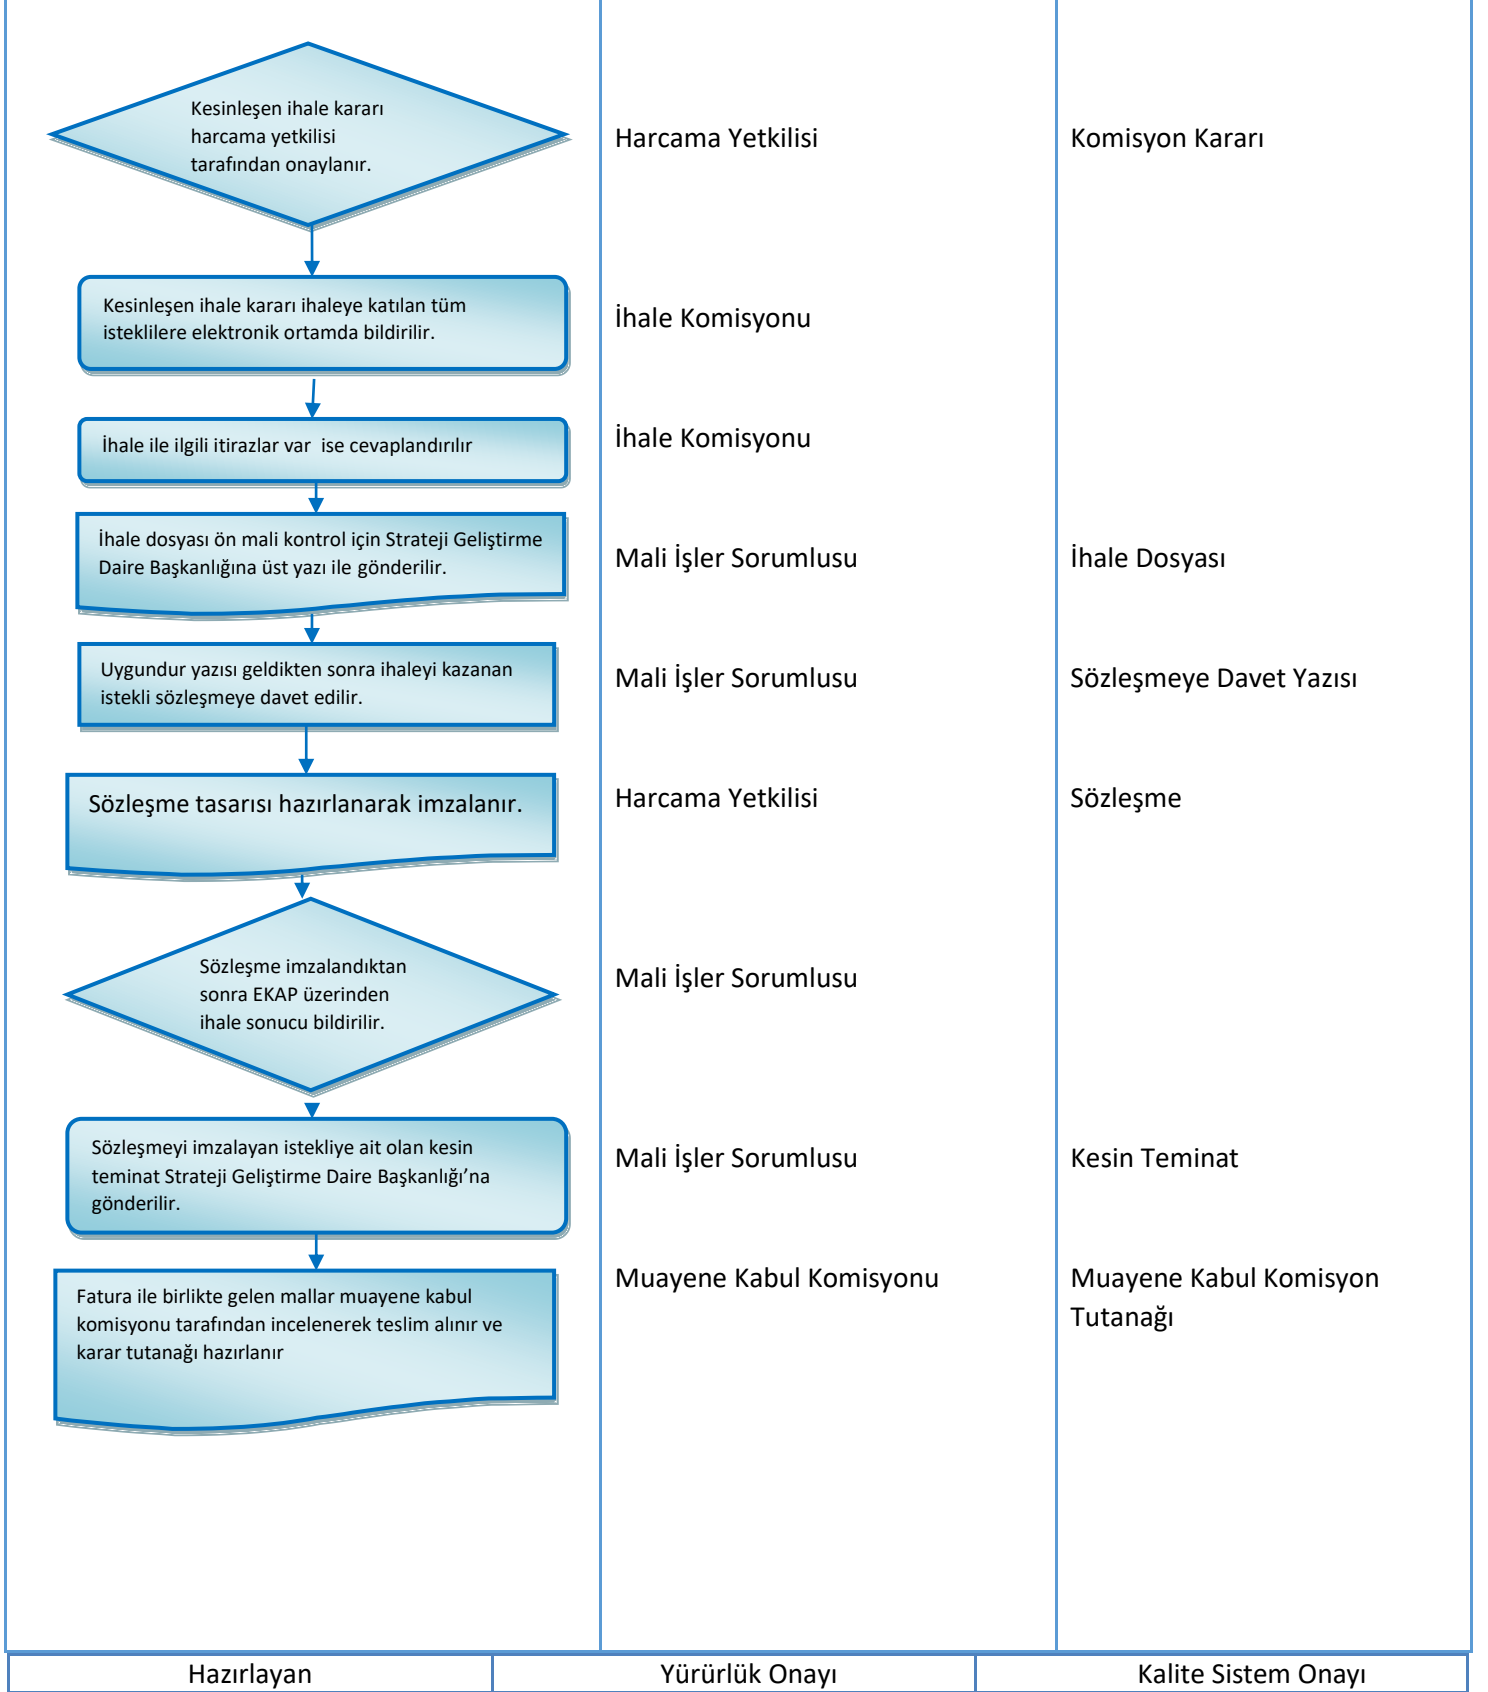 Kesinleşen ihale kararı
harcama yetkilisi
tarafından onaylanır.
Harcama Yetkilisi
Komisyon Kararı
Kesinleşen ihale kararı ihaleye katılan tüm
isteklilere elektronik ortamda bildirilir.
İhale Komisyonu
İhale ile ilgili itirazlar var ise cevaplandırılır
İhale Komisyonu
İhale dosyası ön mali kontrol için Strateji Geliştirme
Daire Başkanlığına üst yazı ile gönderilir.
Mali İşler Sorumlusu
İhale Dosyası
Uygundur yazısı geldikten sonra ihaleyi kazanan
istekli sözleşmeye davet edilir.
Mali İşler Sorumlusu
Sözleşmeye Davet Yazısı
Sözleşme tasarısı hazırlanarak imzalanır.
Harcama Yetkilisi
Sözleşme
Sözleşme imzalandıktan
sonra EKAP üzerinden
ihale sonucu bildirilir.
Mali İşler Sorumlusu
Sözleşmeyi imzalayan istekliye ait olan kesin
teminat Strateji Geliştirme Daire Başkanlığı’na
gönderilir.
Mali İşler Sorumlusu
Kesin Teminat
Fatura ile birlikte gelen mallar muayene kabul
komisyonu tarafından incelenerek teslim alınır ve
karar tutanağı hazırlanır
Muayene Kabul Komisyonu
Muayene Kabul Komisyon
Tutanağı
Hazırlayan
Yürürlük Onayı
Kalite Sistem Onayı